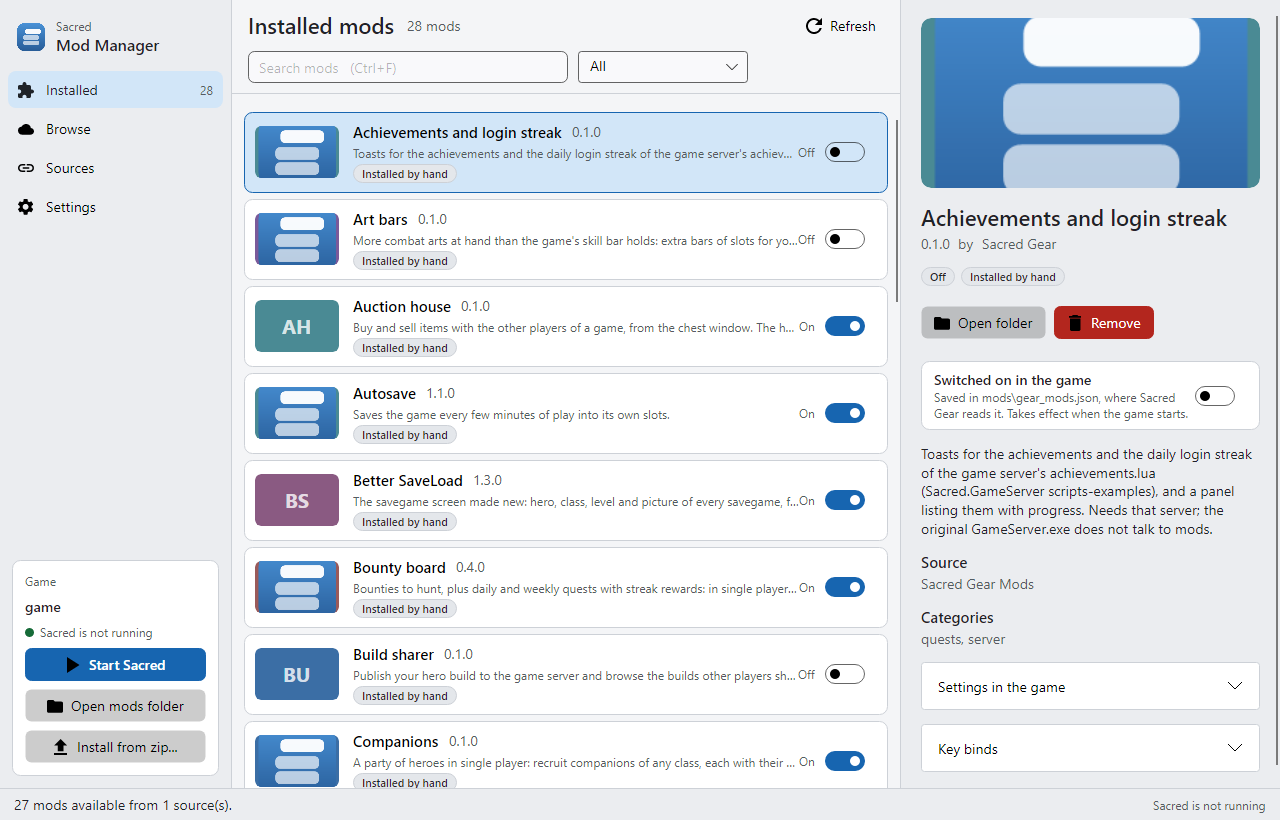 Sacred
Mod Manager
Installed 28
Browse
Sources
Settings
Game
game
Sacred is not running
Start Sacred
Open mods folder
Install from zip...
Installed mods 28 mods
Refresh
Search mods (Ctrl+F)
All
Achievements and login streak 0.1.0
Toasts for the achievements and the daily login streak of the game server's achiev... Off
Installed by hand
Art bars 0.1.0
More combat arts at hand than the game's skill bar holds: extra bars of slots for yo... Off
Installed by hand
AH
Auction house 0.1.0
Buy and sell items with the other players of a game, from the chest window. The h... On
Installed by hand
Autosave 1.1.0
Saves the game every few minutes of play into its own slots. On
Installed by hand
BS
Better SaveLoad 1.3.0
The savegame screen made new: hero, class, level and picture of every savegame, f... On
Installed by hand
Bounty board 0.4.0
Bounties to hunt, plus daily and weekly quests with streak rewards: in single player... On
Installed by hand
BU
Build sharer 0.1.0
Publish your hero build to the game server and browse the builds other players sh... Off
Installed by hand
Companions 0.1.0
A party of heroes in single player: recruit companions of any class, each with their ... On
Installed by hand
Achievements and login streak
0.1.0 by Sacred Gear
Off Installed by hand
Open folder Remove
Switched on in the game
Saved in mods\gear_mods.json, where Sacred
Gear reads it. Takes effect when the game starts.
Toasts for the achievements and the daily login streak
of the game server's achievements.lua
(Sacred.GameServer scripts-examples), and a panel
listing them with progress. Needs that server; the
original GameServer.exe does not talk to mods.
Source
Sacred Gear Mods
Categories
quests, server
Settings in the game
Key binds
27 mods available from 1 source(s).
Sacred is not running